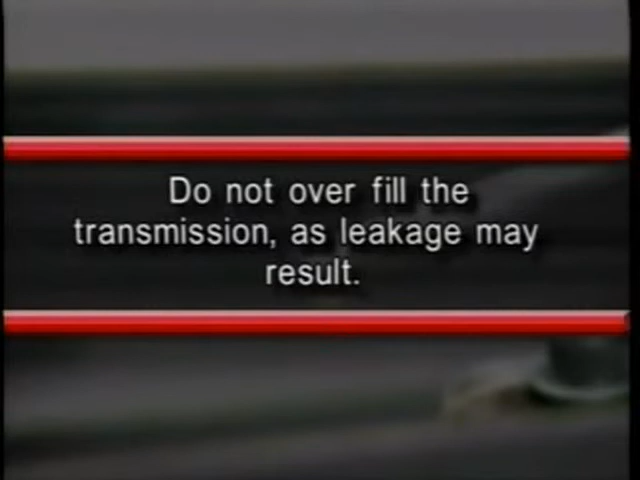 Do not over fill the
transmission, as leakage may
result.